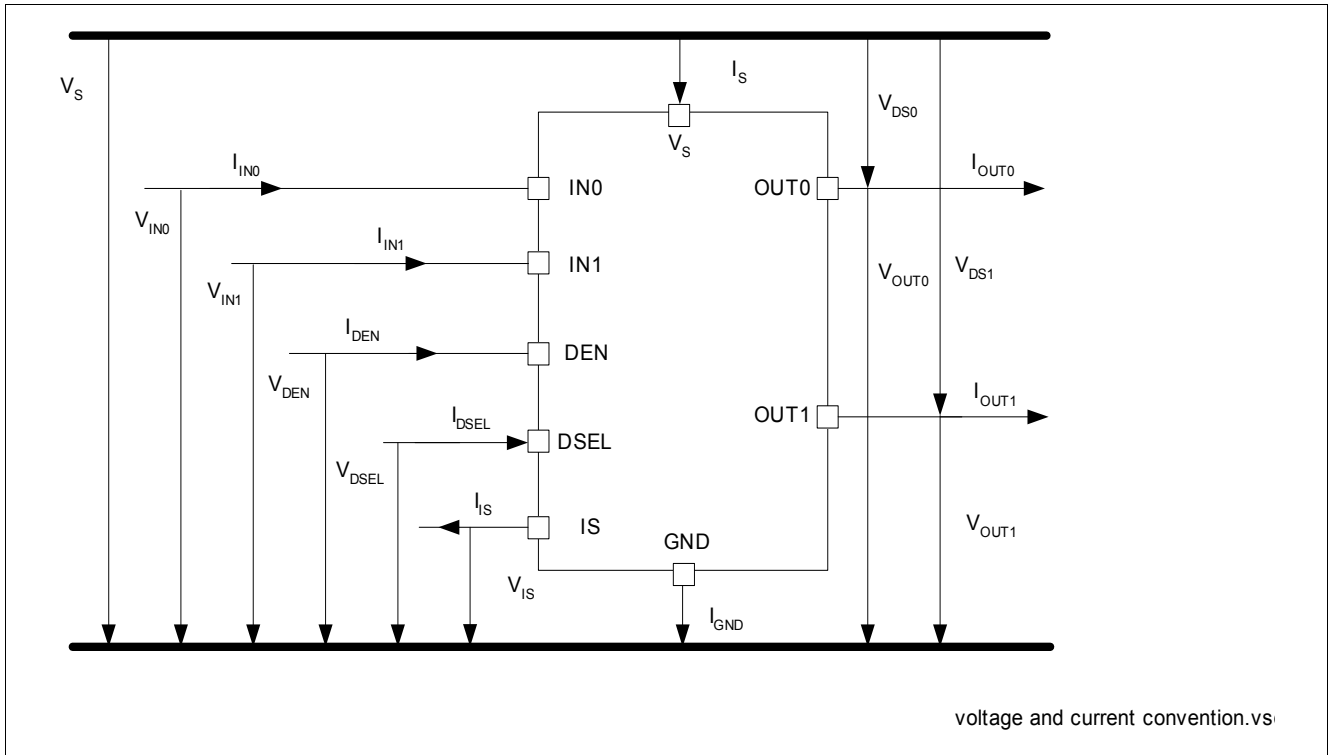 V_S
I_S
V_DS0
V_S
I_IN0
IN0
OUT0
I_OUT0
V_IN0
I_IN1
IN1
V_IN1
V_OUT0
V_DS1
I_DEN
DEN
V_DEN
I_DSEL
DSEL
OUT1
I_OUT1
V_DSEL
I_IS
IS
GND
V_OUT1
V_IS
I_GND
voltage and current convention.vs